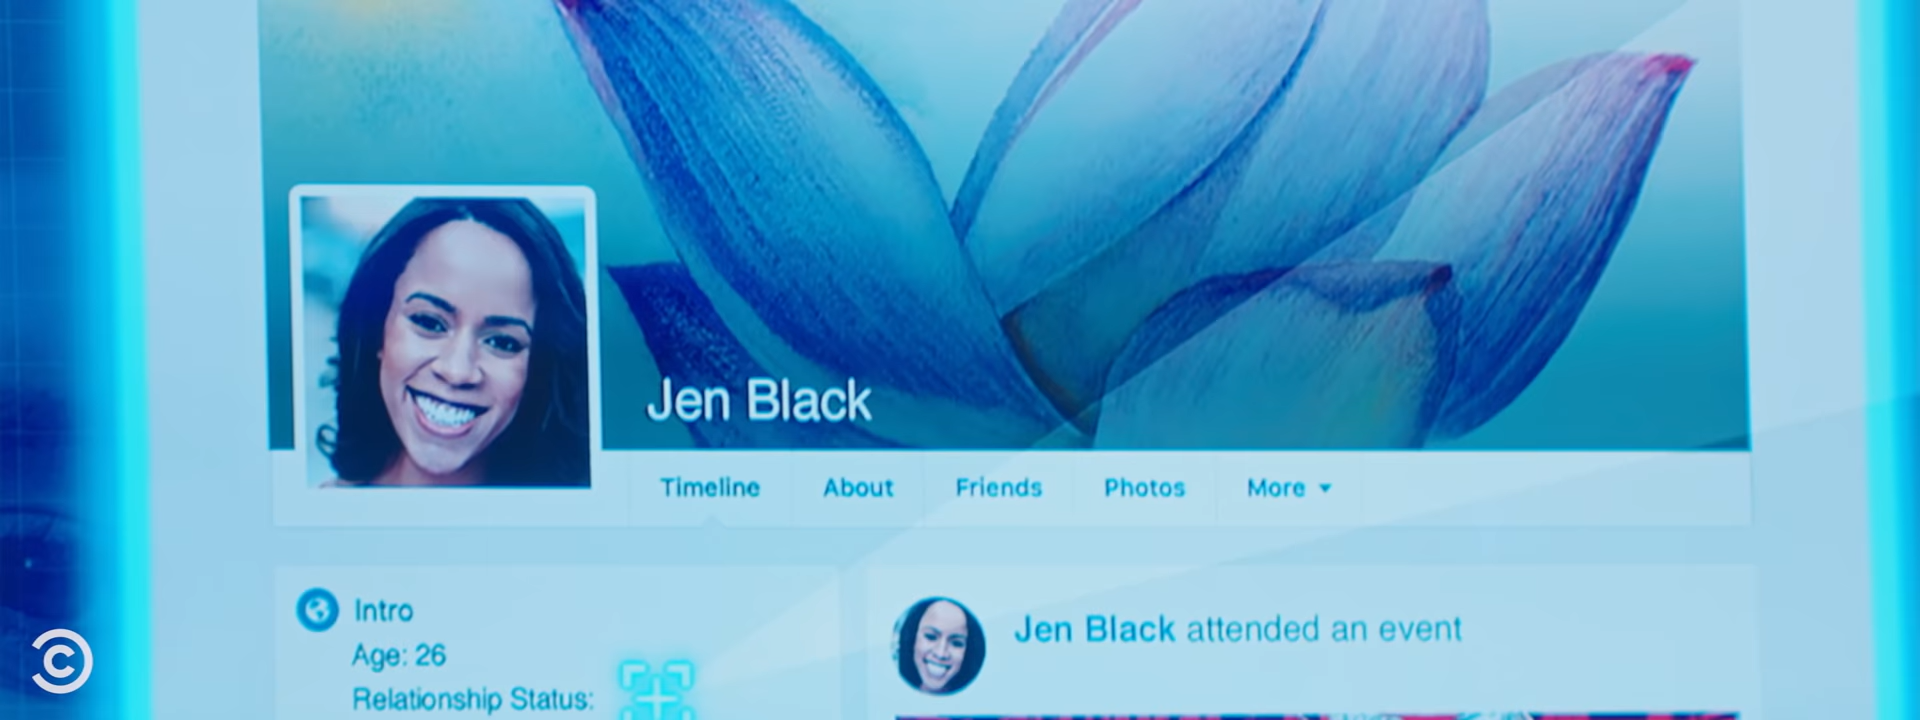 Jen Black
Timeline
About
Friends
Photos
More
Intro
Age: 26
Relationship Status:
Jen Black attended an event